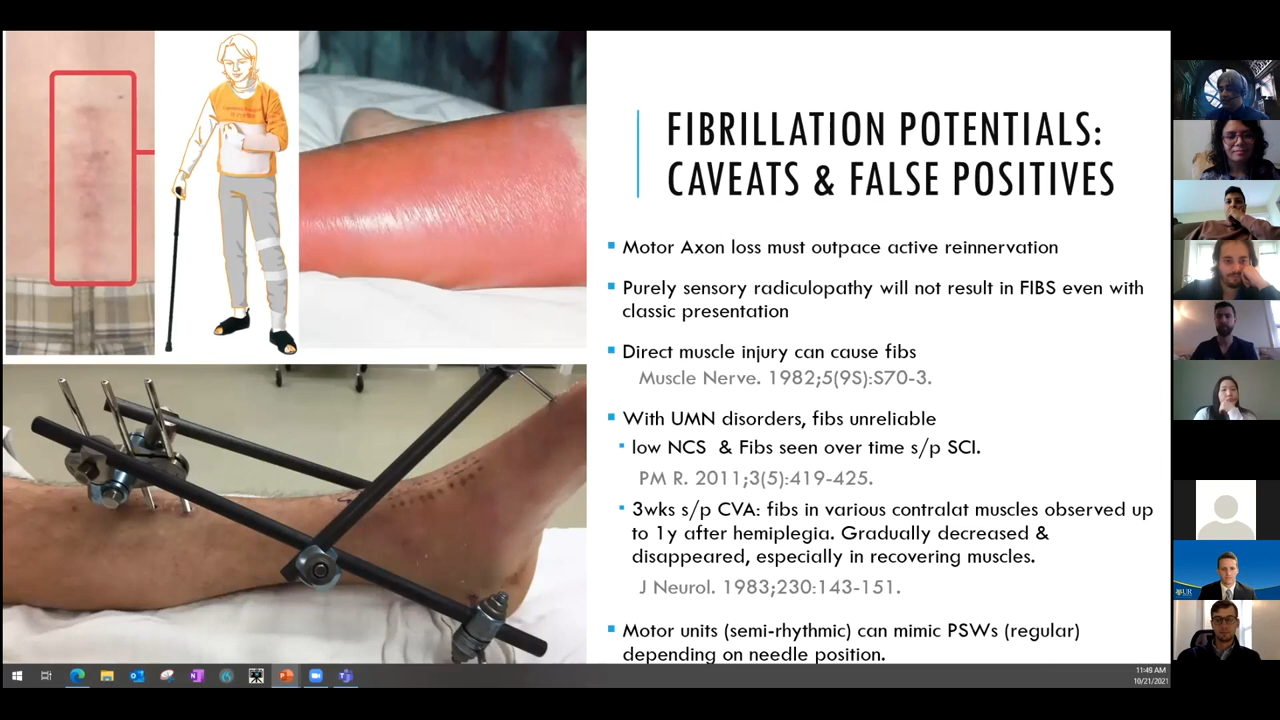 FIBRILLATION POTENTIALS:
CAVEATS & FALSE POSITIVES
Motor Axon loss must outpace active reinnervation
Purely sensory radiculopathy will not result in FIBS even with
classic presentation
Direct muscle injury can cause fibs
Muscle Nerve. 1982;5(9S):S70-3.
With UMN disorders, fibs unreliable
low NCS & Fibs seen over time s/p SCI.
PM R. 2011;3(5):419-425.
3wks s/p CVA: fibs in various contralat muscles observed up
to 1y after hemiplegia. Gradually decreased &
disappeared, especially in recovering muscles.
J Neurol. 1983;230:143-151.
Motor units (semi-rhythmic) can mimic PSWs (regular)
depending on needle position.
11:49 AM
10/21/2021